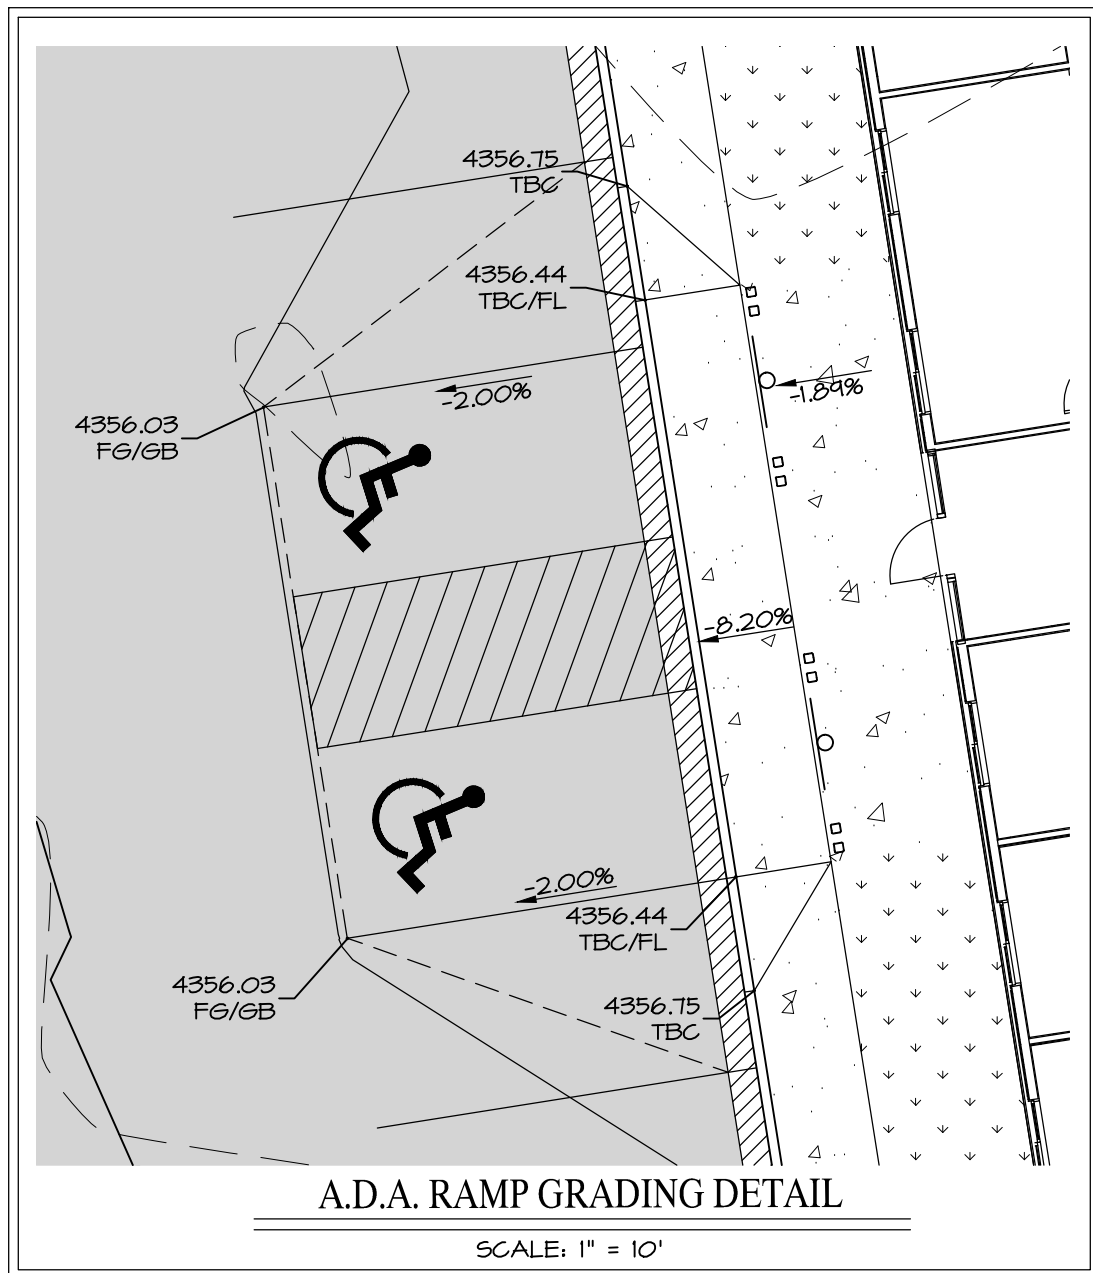 4356.75
TBC
4356.44
TBC/FL
-2.00%
-1.89%
4356.03
FG/GB
-8.20%
-2.00%
4356.44
TBC/FL
4356.03
FG/GB
4356.75
TBC
A.D.A. RAMP GRADING DETAIL
SCALE: 1" = 10'